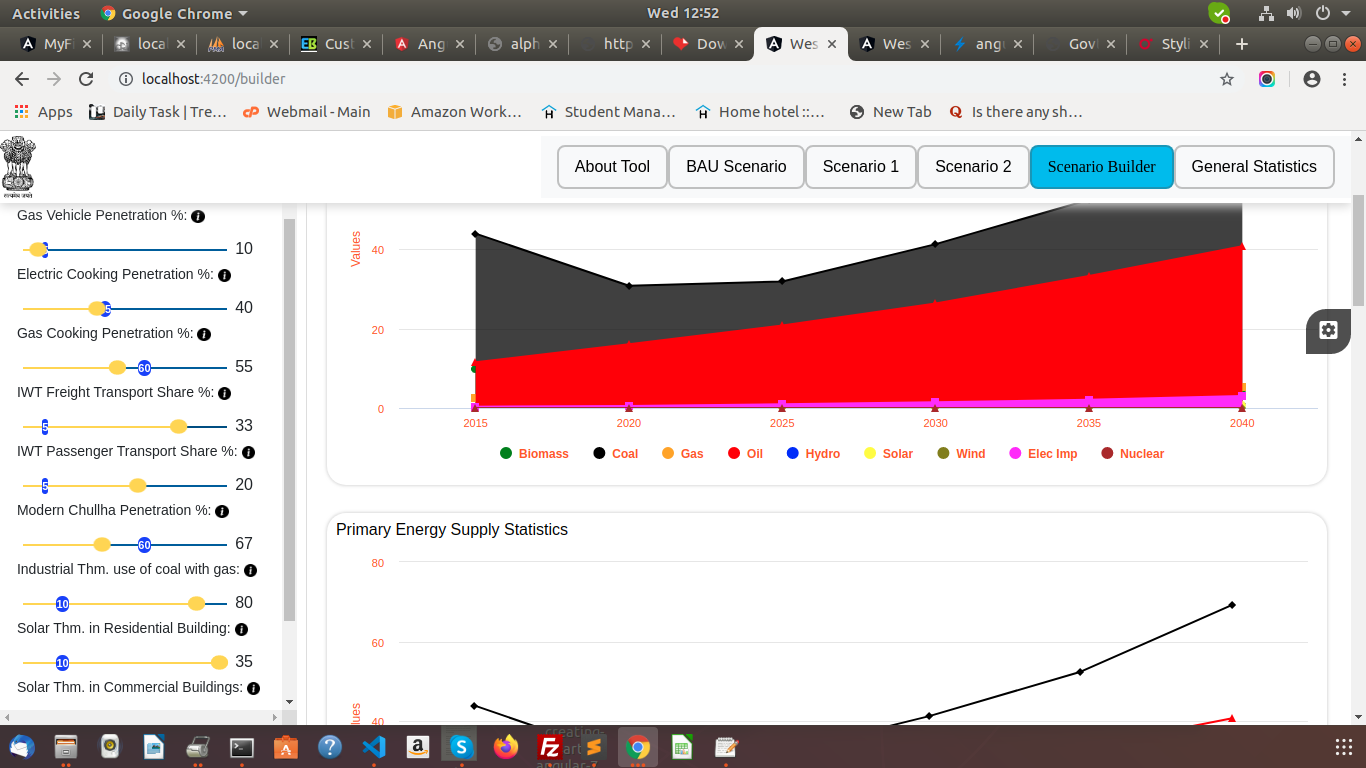 Activities Google Chrome Wed 12:52
MyF loca loca Cust Ang alph http Dow Wes Wes angu Gov Styli
localhost:4200/builder
Apps Daily Task | Tre… Webmail - Main Amazon Work… Student Mana… Home hotel ::… New Tab Is there any sh…
About Tool BAU Scenario Scenario 1 Scenario 2 Scenario Builder General Statistics
Gas Vehicle Penetration %:
10
Electric Cooking Penetration %:
40
Gas Cooking Penetration %:
60 55
IWT Freight Transport Share %:
5 33
IWT Passenger Transport Share %:
5 20
Modern Chullha Penetration %:
60 67
Industrial Thm. use of coal with gas:
10 80
Solar Thm. in Residential Building:
10 35
Solar Thm. in Commercial Buildings:
Values
40
20
0
2015 2020 2025 2030 2035 2040
Biomass Coal Gas Oil Hydro Solar Wind Elec Imp Nuclear
Primary Energy Supply Statistics
80
60
40
creating-
angular-7